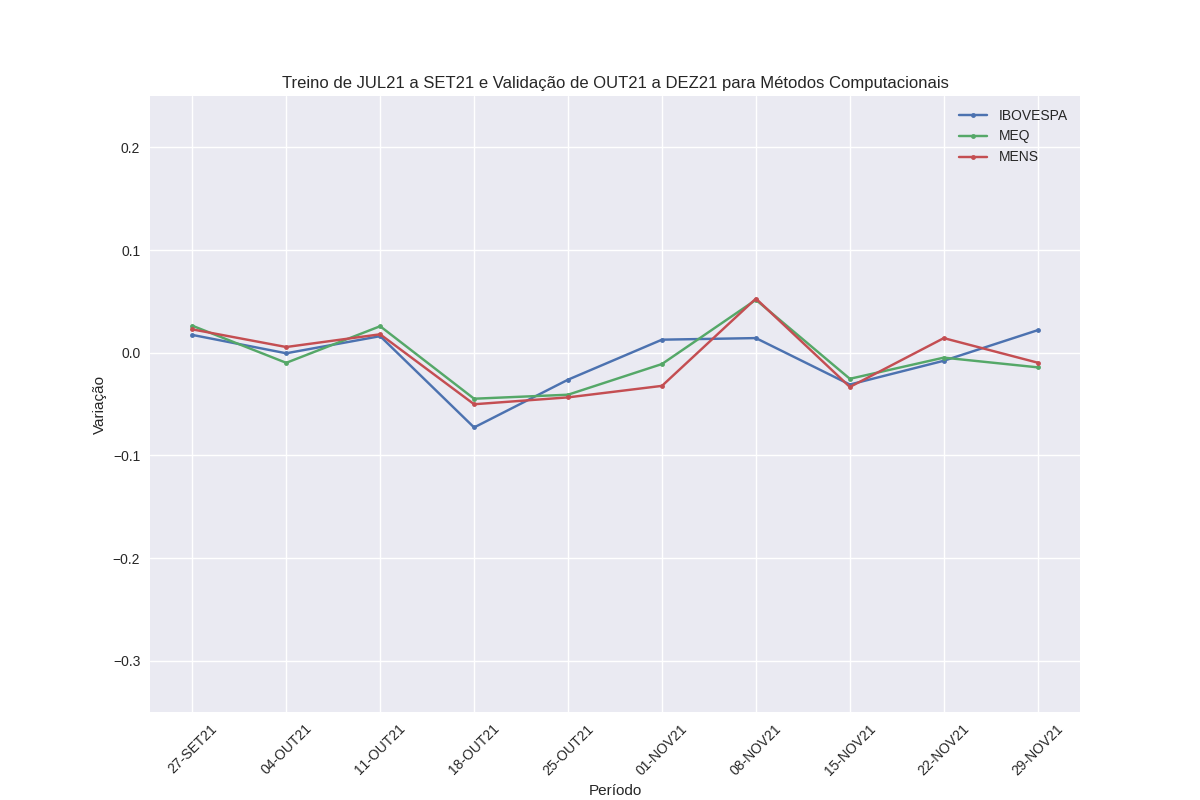 Treino de JUL21 a SET21 e Validação de OUT21 a DEZ21 para Métodos Computacionais
IBOVESPA
MEQ
MENS
0.2
0.1
0.0
−0.1
−0.2
−0.3
Variação
27-SET21
04-OUT21
11-OUT21
18-OUT21
25-OUT21
01-NOV21
08-NOV21
15-NOV21
22-NOV21
29-NOV21
Período